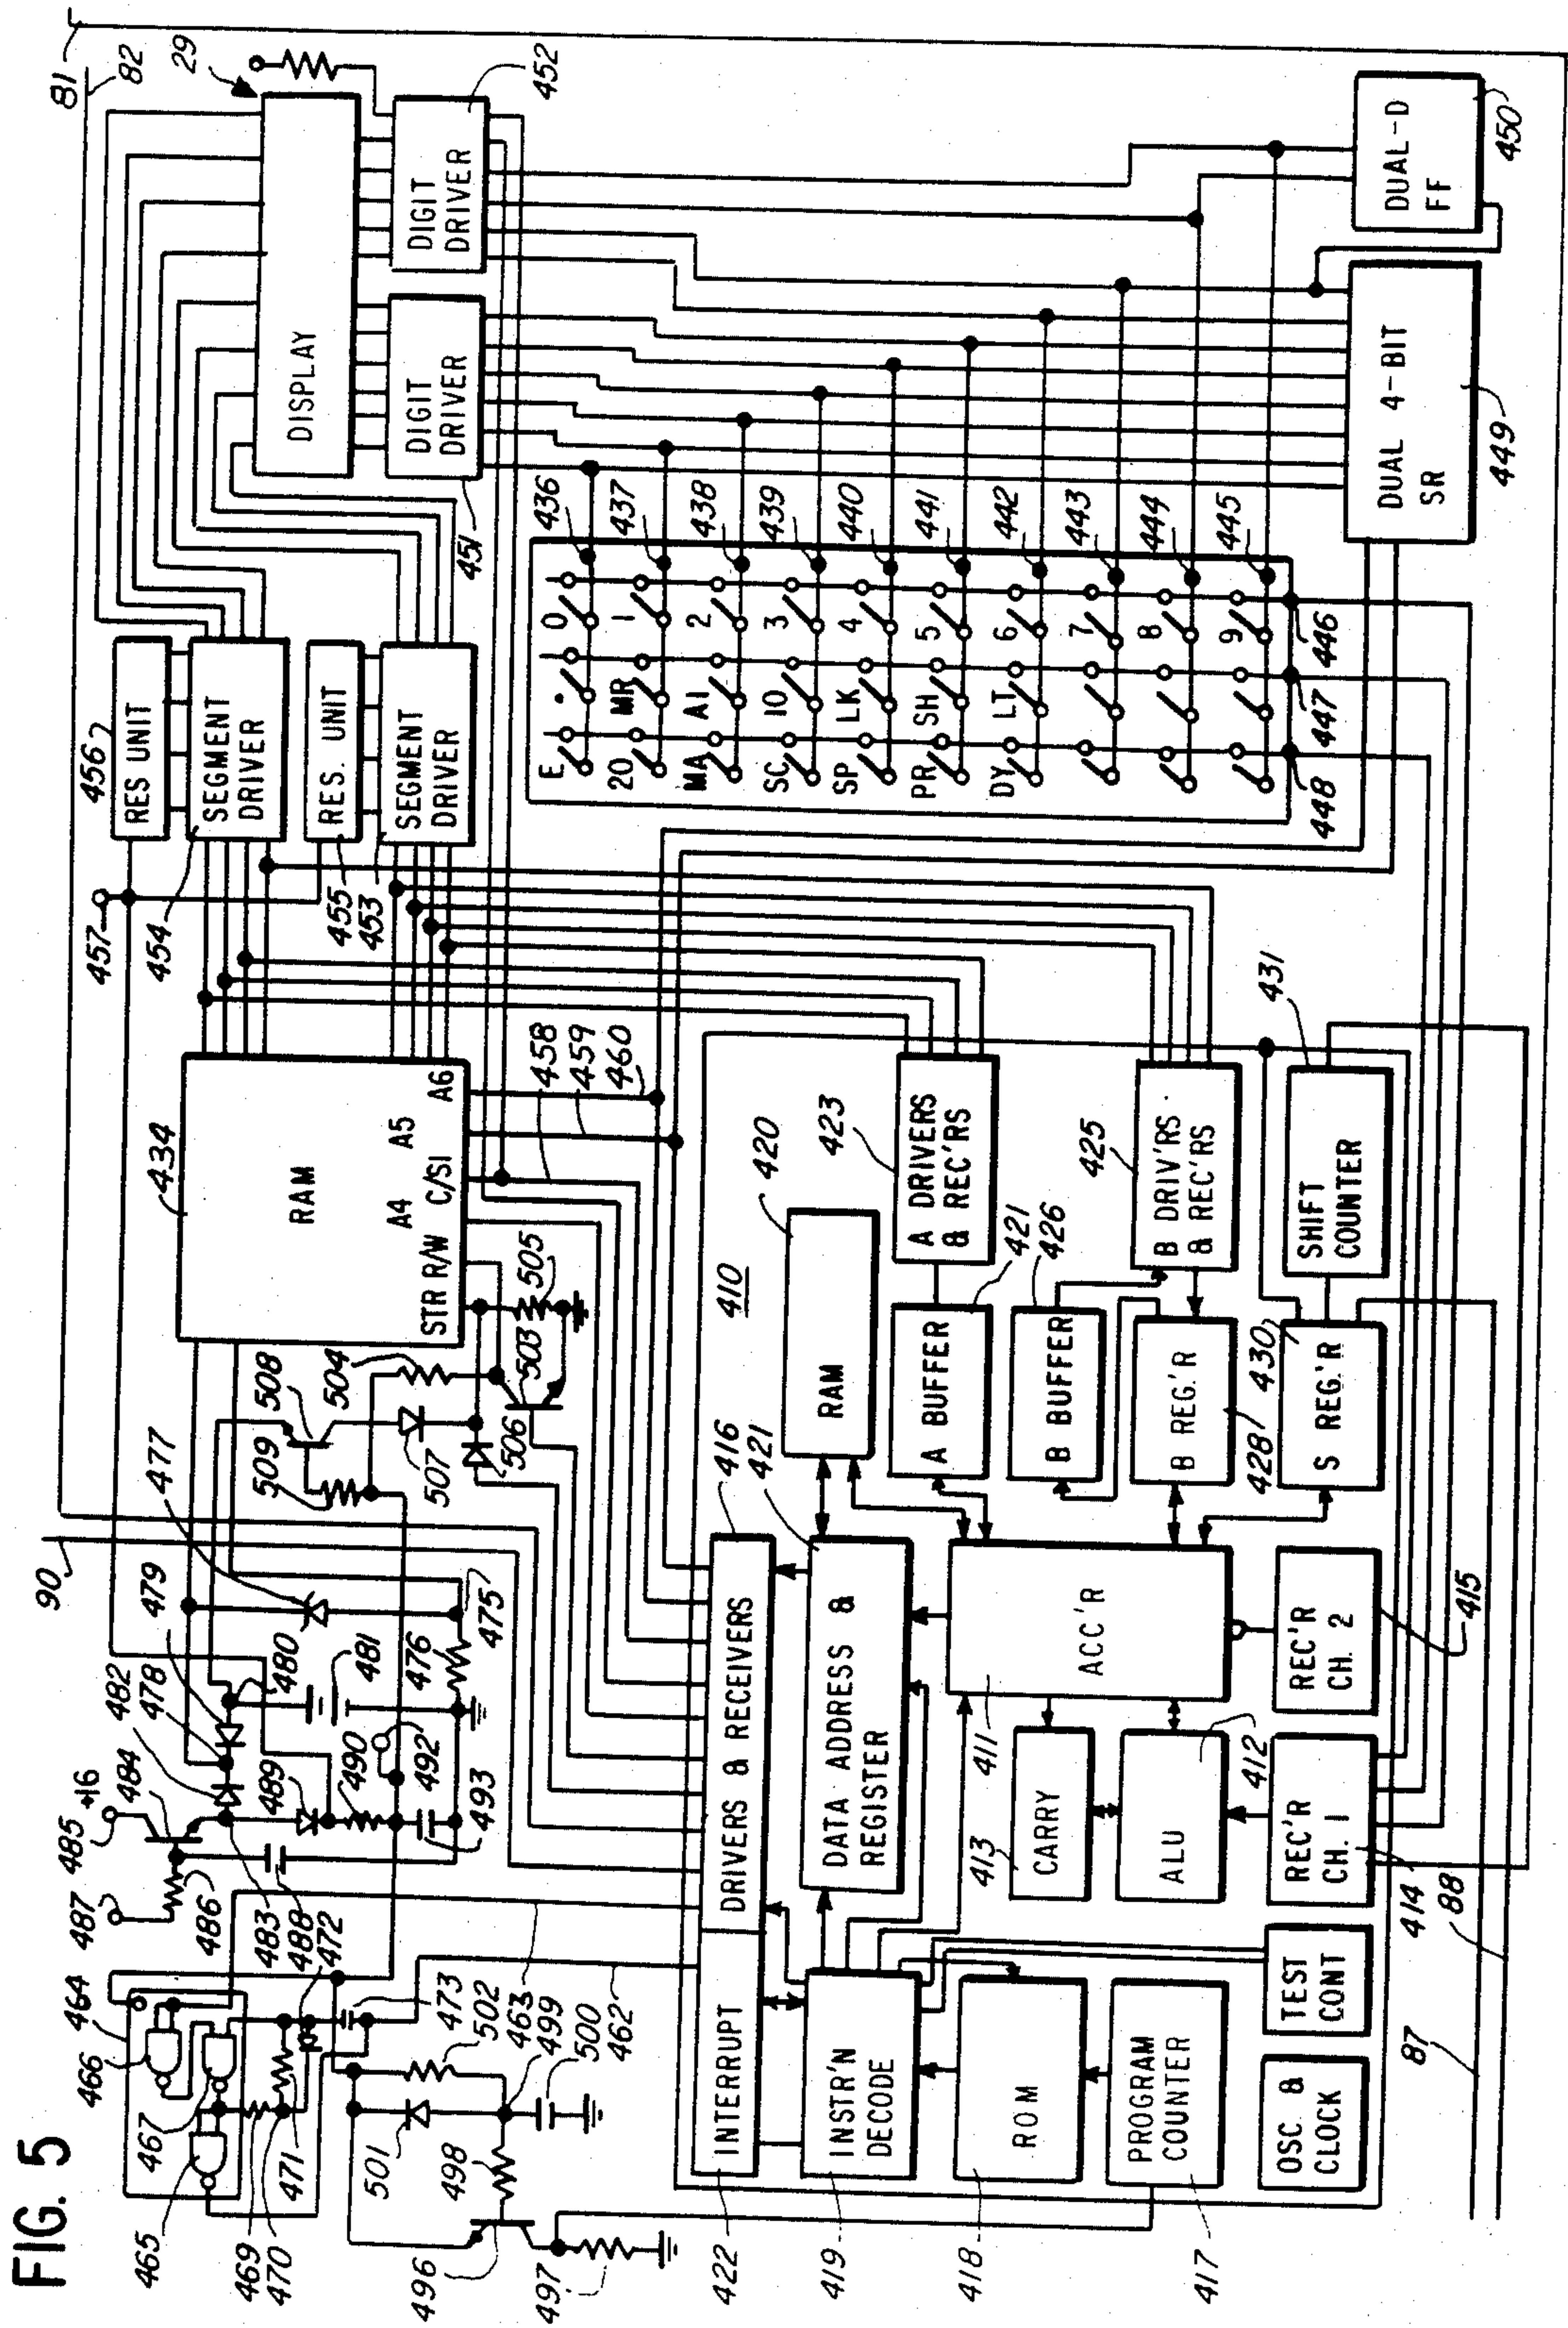 FIG. 5
81
82
29
452
DISPLAY
DIGIT
DRIVER
DIGIT
DRIVER
451
DUAL-D
FF
450
DUAL 4-BIT
SR
449
456
RES UNIT
SEGMENT
DRIVER
RES. UNIT
SEGMENT
DRIVER
457
454
455
453
436
437
438
439
440
441
442
443
444
445
0
1
2
3
4
5
6
7
8
9
.
MR
AI
10
LK
SH
LT
E
20
MA
SC
SP
PR
DY
446
447
448
434
RAM
A4
A5
A6
STR R/W C/SI
458
459
460
90
477
479
480
482
478
481
484
485
+16
487
486
483
488
489
490
492
493
475
476
472
473
464
466
467
465
469
470
471
463
499
500
462
502
501
498
496
497
508
509
504
503
505
506
507
410
420
RAM
423
A DRIVERS
& REC'RS
421
A BUFFER
426
B BUFFER
425
B DRIV'RS
& REC'RS
428
B REG.'R
430
S REG.'R
431
SHIFT
COUNTER
416
421
DRIVERS & RECEIVERS
DATA ADDRESS &
REGISTER
ACC'R
411
413
CARRY
ALU
412
REC'R
CH. 2
415
REC'R
CH. 1
414
88
87
INTERRUPT
422
INSTR'N
DECODE
419
ROM
418
PROGRAM
COUNTER
417
TEST
CONT
OSC &
CLOCK